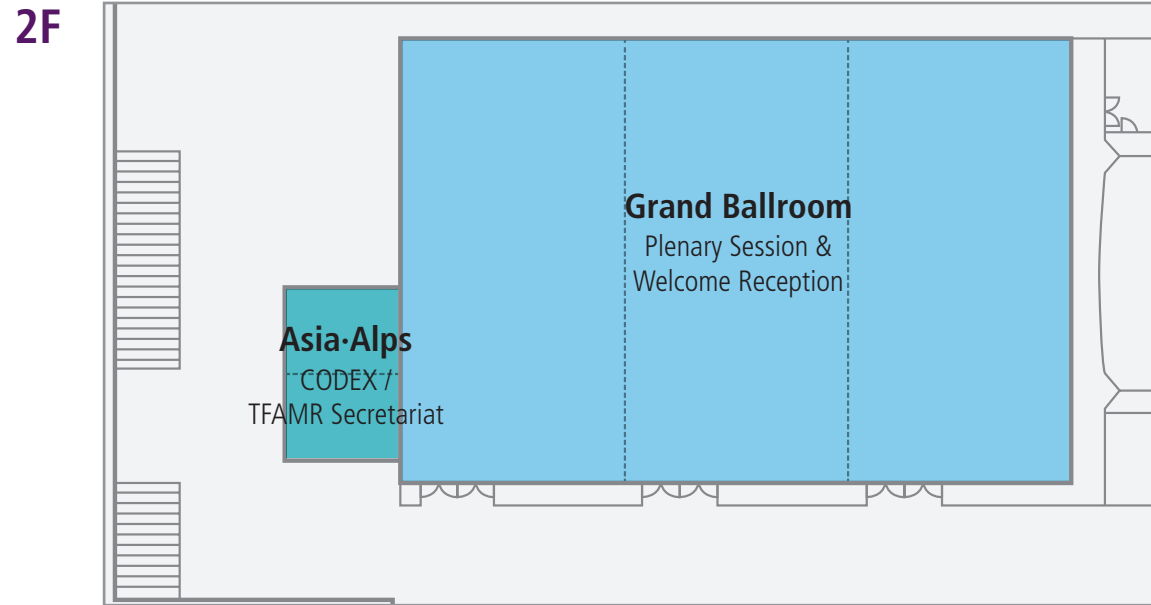 2F
Grand Ballroom
Plenary Session &
Welcome Reception
Asia·Alps
CODEX /
TFAMR Secretariat